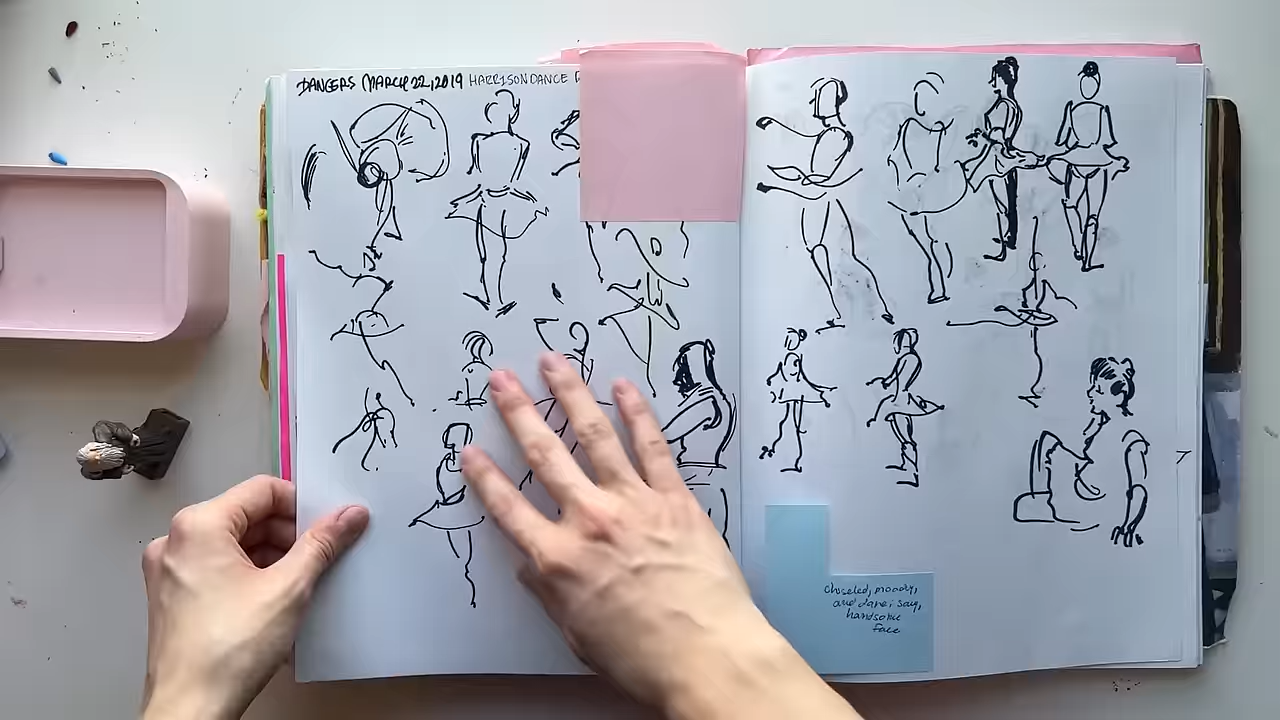 DANCERS MARCH 22, 2019 HARRISON DANCE
Chiseled, moody,
and dare i say,
handsome
face